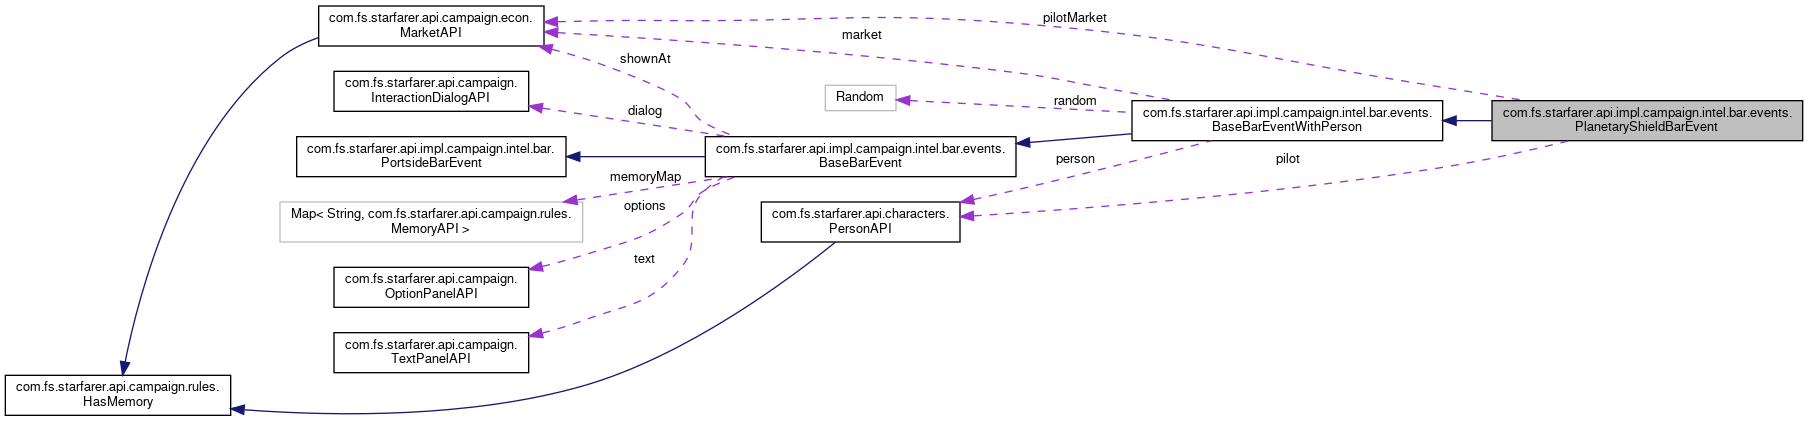 com.fs.starfarer.api.campaign.econ.
MarketAPI
pilotMarket
market
shownAt
com.fs.starfarer.api.campaign.
InteractionDialogAPI
dialog
Random
random
com.fs.starfarer.api.impl.campaign.intel.bar.events.
BaseBarEventWithPerson
com.fs.starfarer.api.impl.campaign.intel.bar.events.
PlanetaryShieldBarEvent
com.fs.starfarer.api.impl.campaign.intel.bar.
PortsideBarEvent
com.fs.starfarer.api.impl.campaign.intel.bar.events.
BaseBarEvent
person
pilot
memoryMap
Map< String, com.fs.starfarer.api.campaign.rules.
MemoryAPI >
options
com.fs.starfarer.api.characters.
PersonAPI
text
com.fs.starfarer.api.campaign.
OptionPanelAPI
com.fs.starfarer.api.campaign.
TextPanelAPI
com.fs.starfarer.api.campaign.rules.
HasMemory